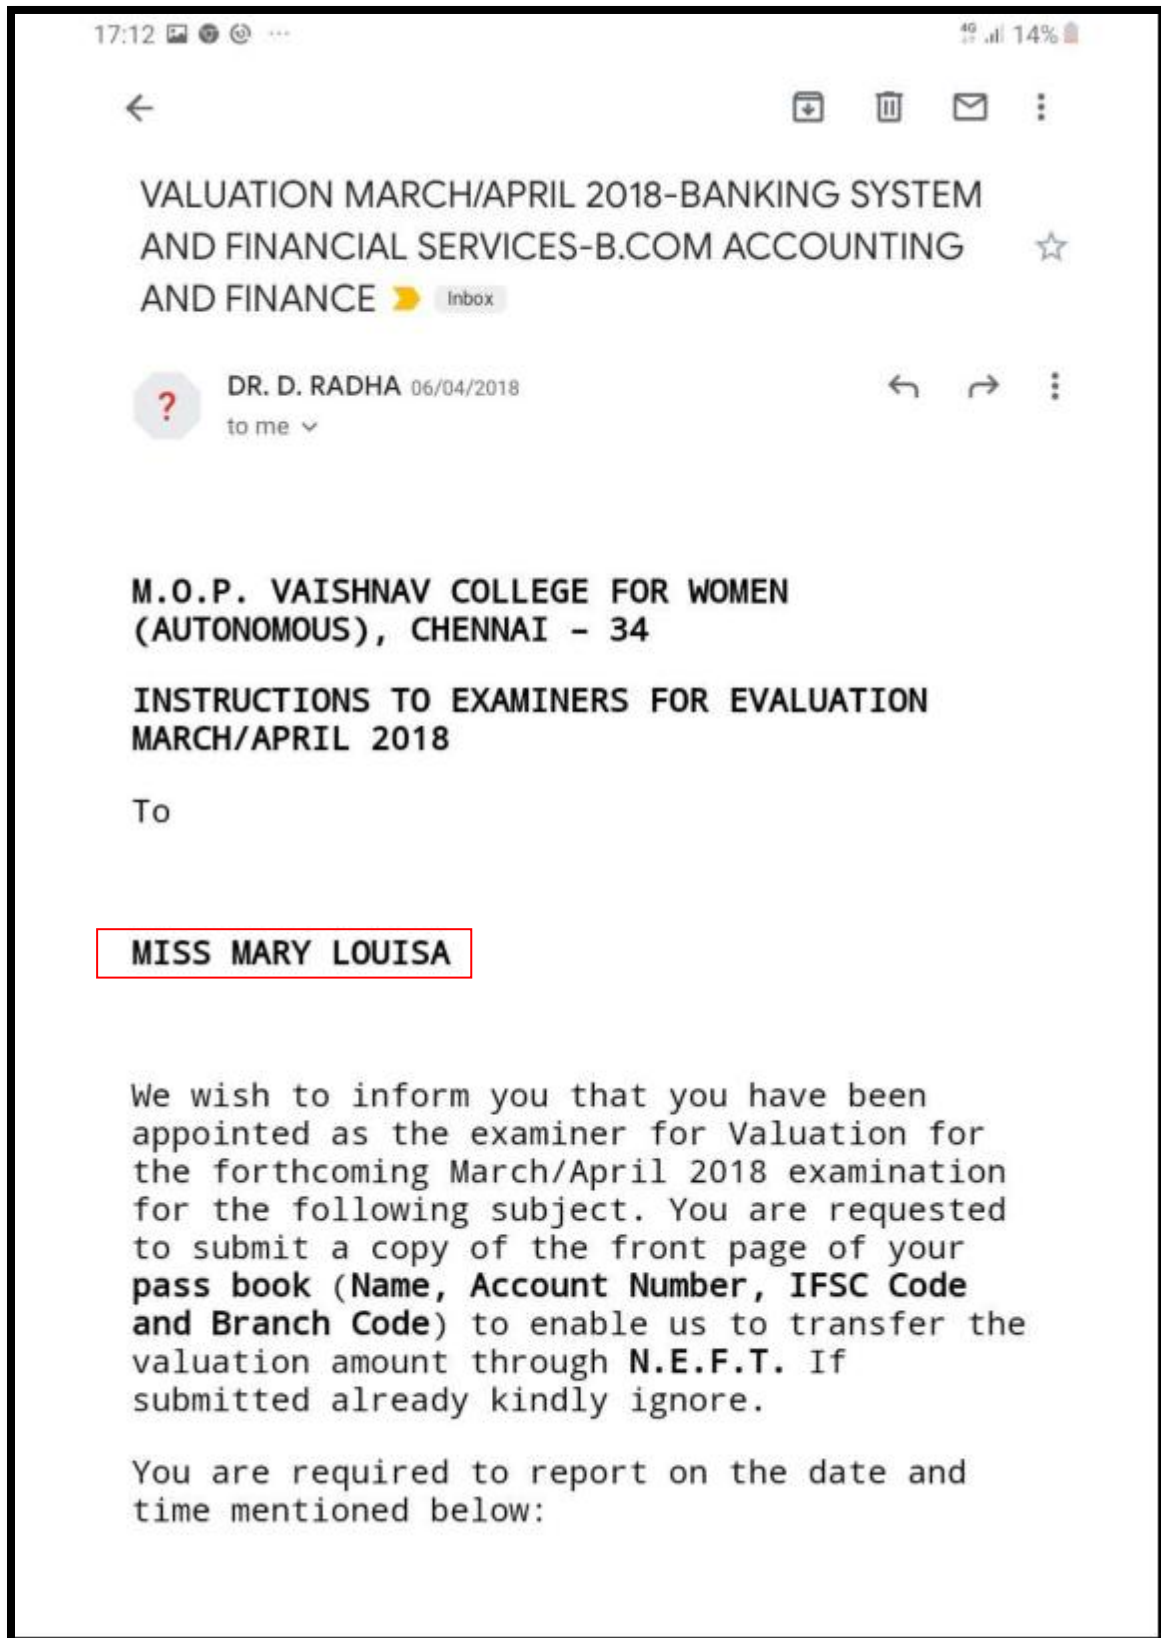 17:12 ... 4G 14%
VALUATION MARCH/APRIL 2018-BANKING SYSTEM
AND FINANCIAL SERVICES-B.COM ACCOUNTING
AND FINANCE Inbox
? DR. D. RADHA 06/04/2018
to me
M.O.P. VAISHNAV COLLEGE FOR WOMEN
(AUTONOMOUS), CHENNAI – 34
INSTRUCTIONS TO EXAMINERS FOR EVALUATION
MARCH/APRIL 2018
To
MISS MARY LOUISA
We wish to inform you that you have been
appointed as the examiner for Valuation for
the forthcoming March/April 2018 examination
for the following subject. You are requested
to submit a copy of the front page of your
pass book (Name, Account Number, IFSC Code
and Branch Code) to enable us to transfer the
valuation amount through N.E.F.T. If
submitted already kindly ignore.
You are required to report on the date and
time mentioned below: